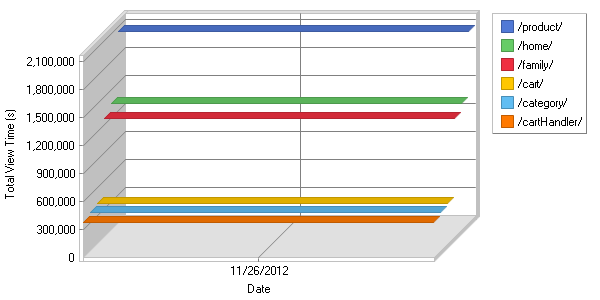 Total View Time (s)
2,100,000
1,800,000
1,500,000
1,200,000
900,000
600,000
300,000
0
11/26/2012
Date
/product/
/home/
/family/
/cart/
/category/
/cartHandler/